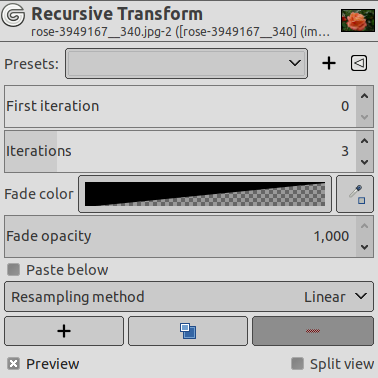 Recursive Transform
rose-3949167__340.jpg-2 ([rose-3949167__340] (im…
Presets:
First iteration 0
Iterations 3
Fade color
Fade opacity 1,000
Paste below
Resampling method Linear
Preview Split view